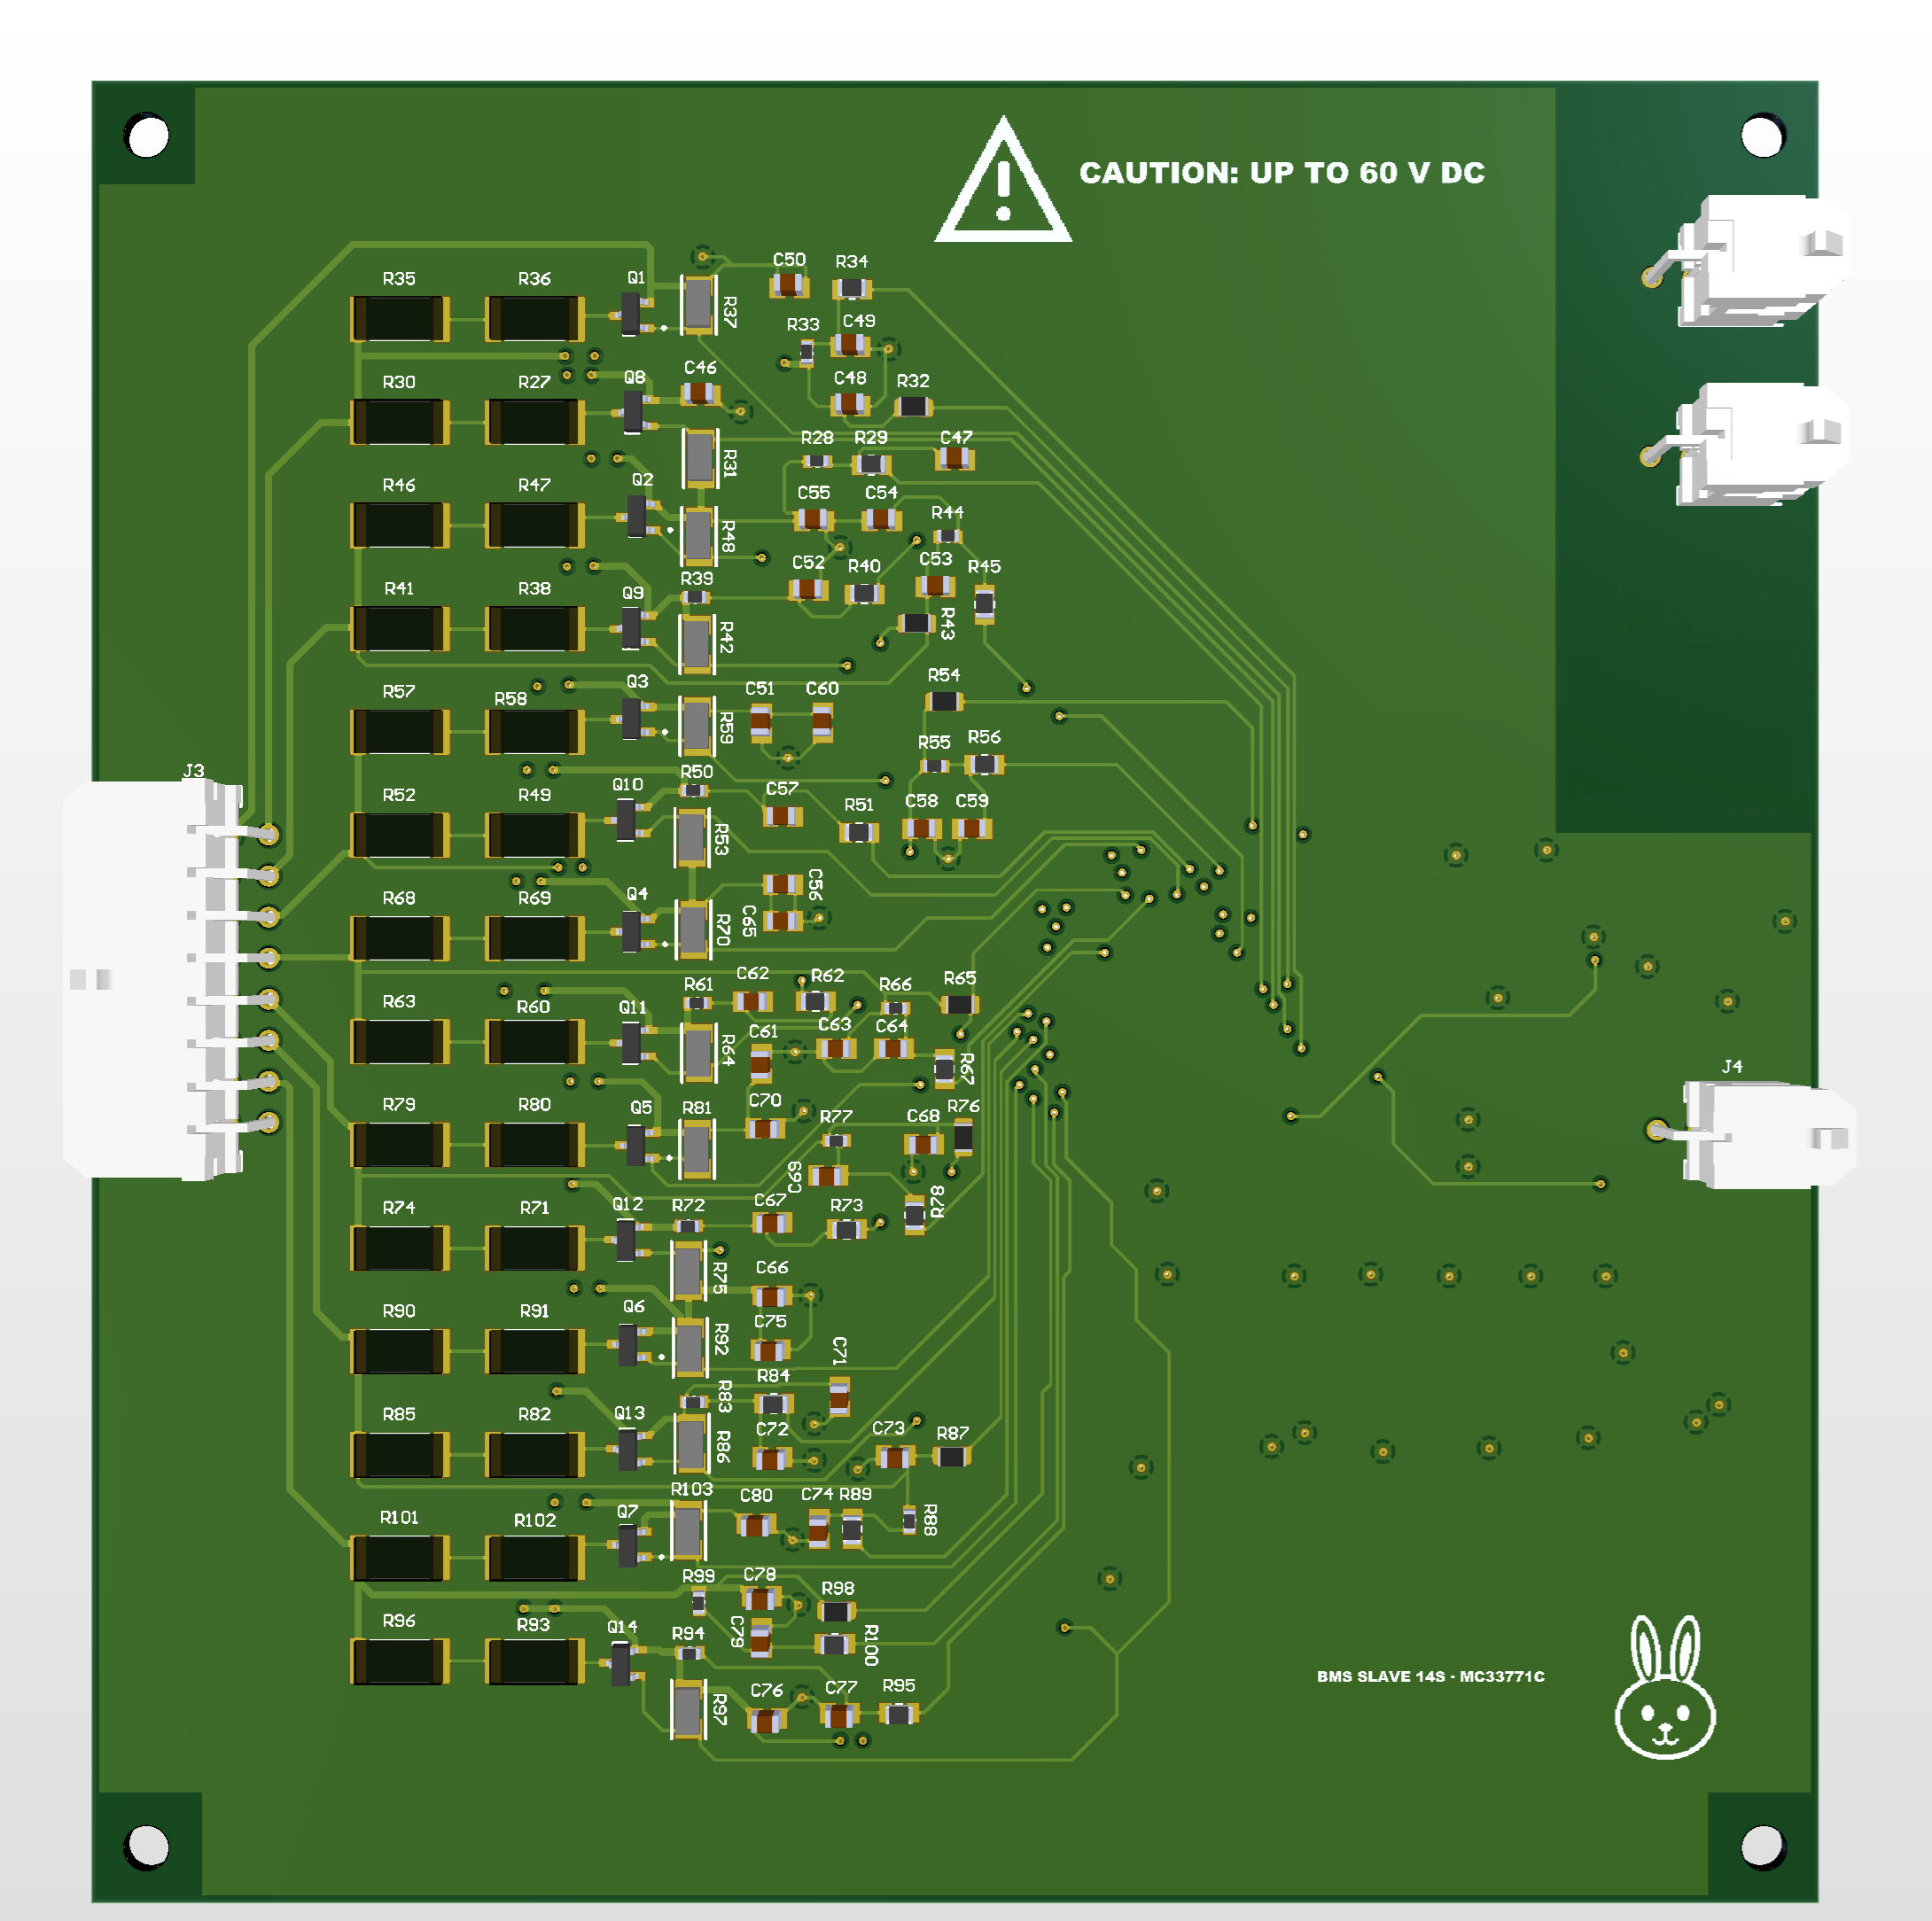 CAUTION: UP TO 60 V DC
R35 R36 Q1 R37 C50 R34
R33 C49
R30 R27 Q8 C46 C48 R32
R31 R28 R29 C47
R46 R47 Q2 R48 C55 C54 R44
R41 R38 Q9 R39 C52 R40 C53 R45
R42 R43
R57 R58 Q3 R59 C51 C60 R54
R55 R56
J3
R52 R49 Q10 R50 C57 R51 C58 C59
R53
R68 R69 Q4 R70 C65 C56
R63 R60 Q11 R61 C62 R62 R66 R65
R64 C61 C63 C64 R67
J4
R79 R80 Q5 R81 C70 R77 C68 R76
C69
R74 R71 Q12 R72 C67 R73 R78
R75 C66
R90 R91 Q6 R92 C75 C71
R85 R82 Q13 R83 R84
R86 C72 C73 R87
R101 R102 Q7 R103 C80 C74 R89 R88
R99 C78 R98
R96 R93 Q14 R94 C79 R100
R97 C76 C77 R95
BMS SLAVE 14S - MC33771C